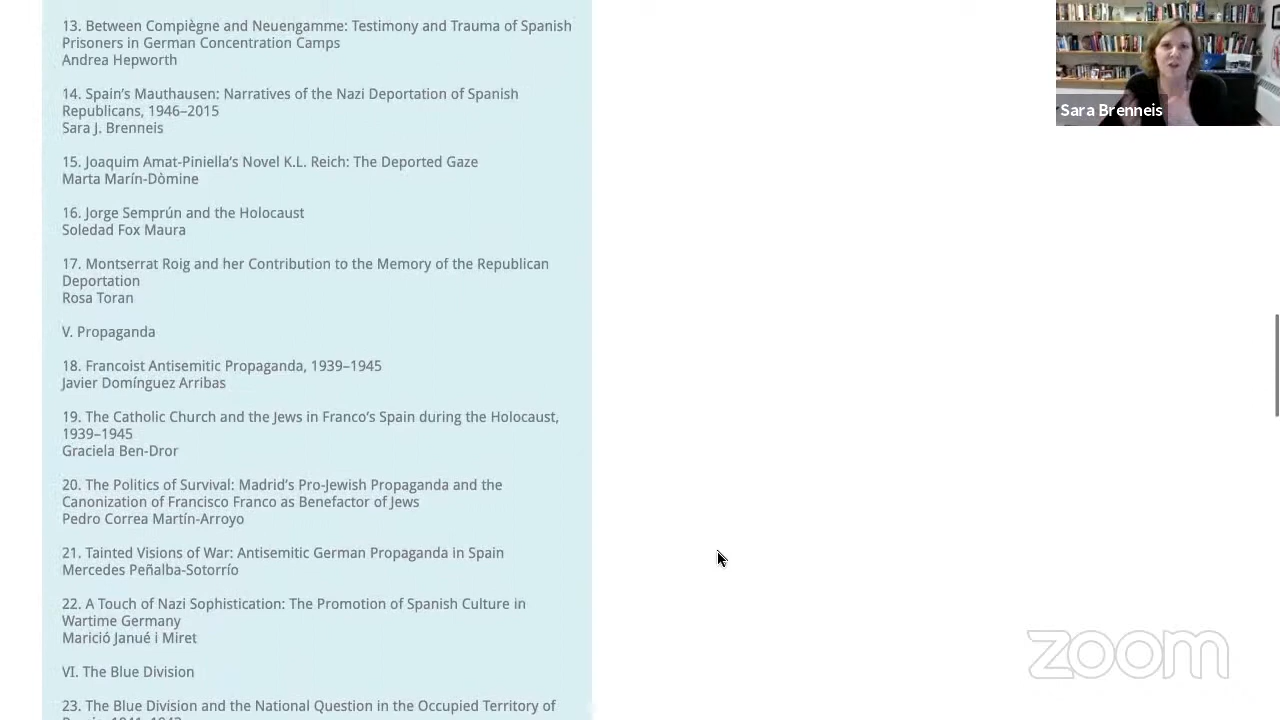 13. Between Compiègne and Neuengamme: Testimony and Trauma of Spanish
Prisoners in German Concentration Camps
Andrea Hepworth
14. Spain's Mauthausen: Narratives of the Nazi Deportation of Spanish
Republicans, 1946–2015
Sara J. Brenneis
15. Joaquim Amat-Piniella's Novel K.L. Reich: The Deported Gaze
Marta Marín-Dòmine
16. Jorge Semprún and the Holocaust
Soledad Fox Maura
17. Montserrat Roig and her Contribution to the Memory of the Republican
Deportation
Rosa Toran
V. Propaganda
18. Francoist Antisemitic Propaganda, 1939–1945
Javier Domínguez Arribas
19. The Catholic Church and the Jews in Franco's Spain during the Holocaust,
1939–1945
Graciela Ben-Dror
20. The Politics of Survival: Madrid's Pro-Jewish Propaganda and the
Canonization of Francisco Franco as Benefactor of Jews
Pedro Correa Martín-Arroyo
21. Tainted Visions of War: Antisemitic German Propaganda in Spain
Mercedes Peñalba-Sotorrío
22. A Touch of Nazi Sophistication: The Promotion of Spanish Culture in
Wartime Germany
Marició Janué i Miret
VI. The Blue Division
23. The Blue Division and the National Question in the Occupied Territory of
Sara Brenneis
zoom